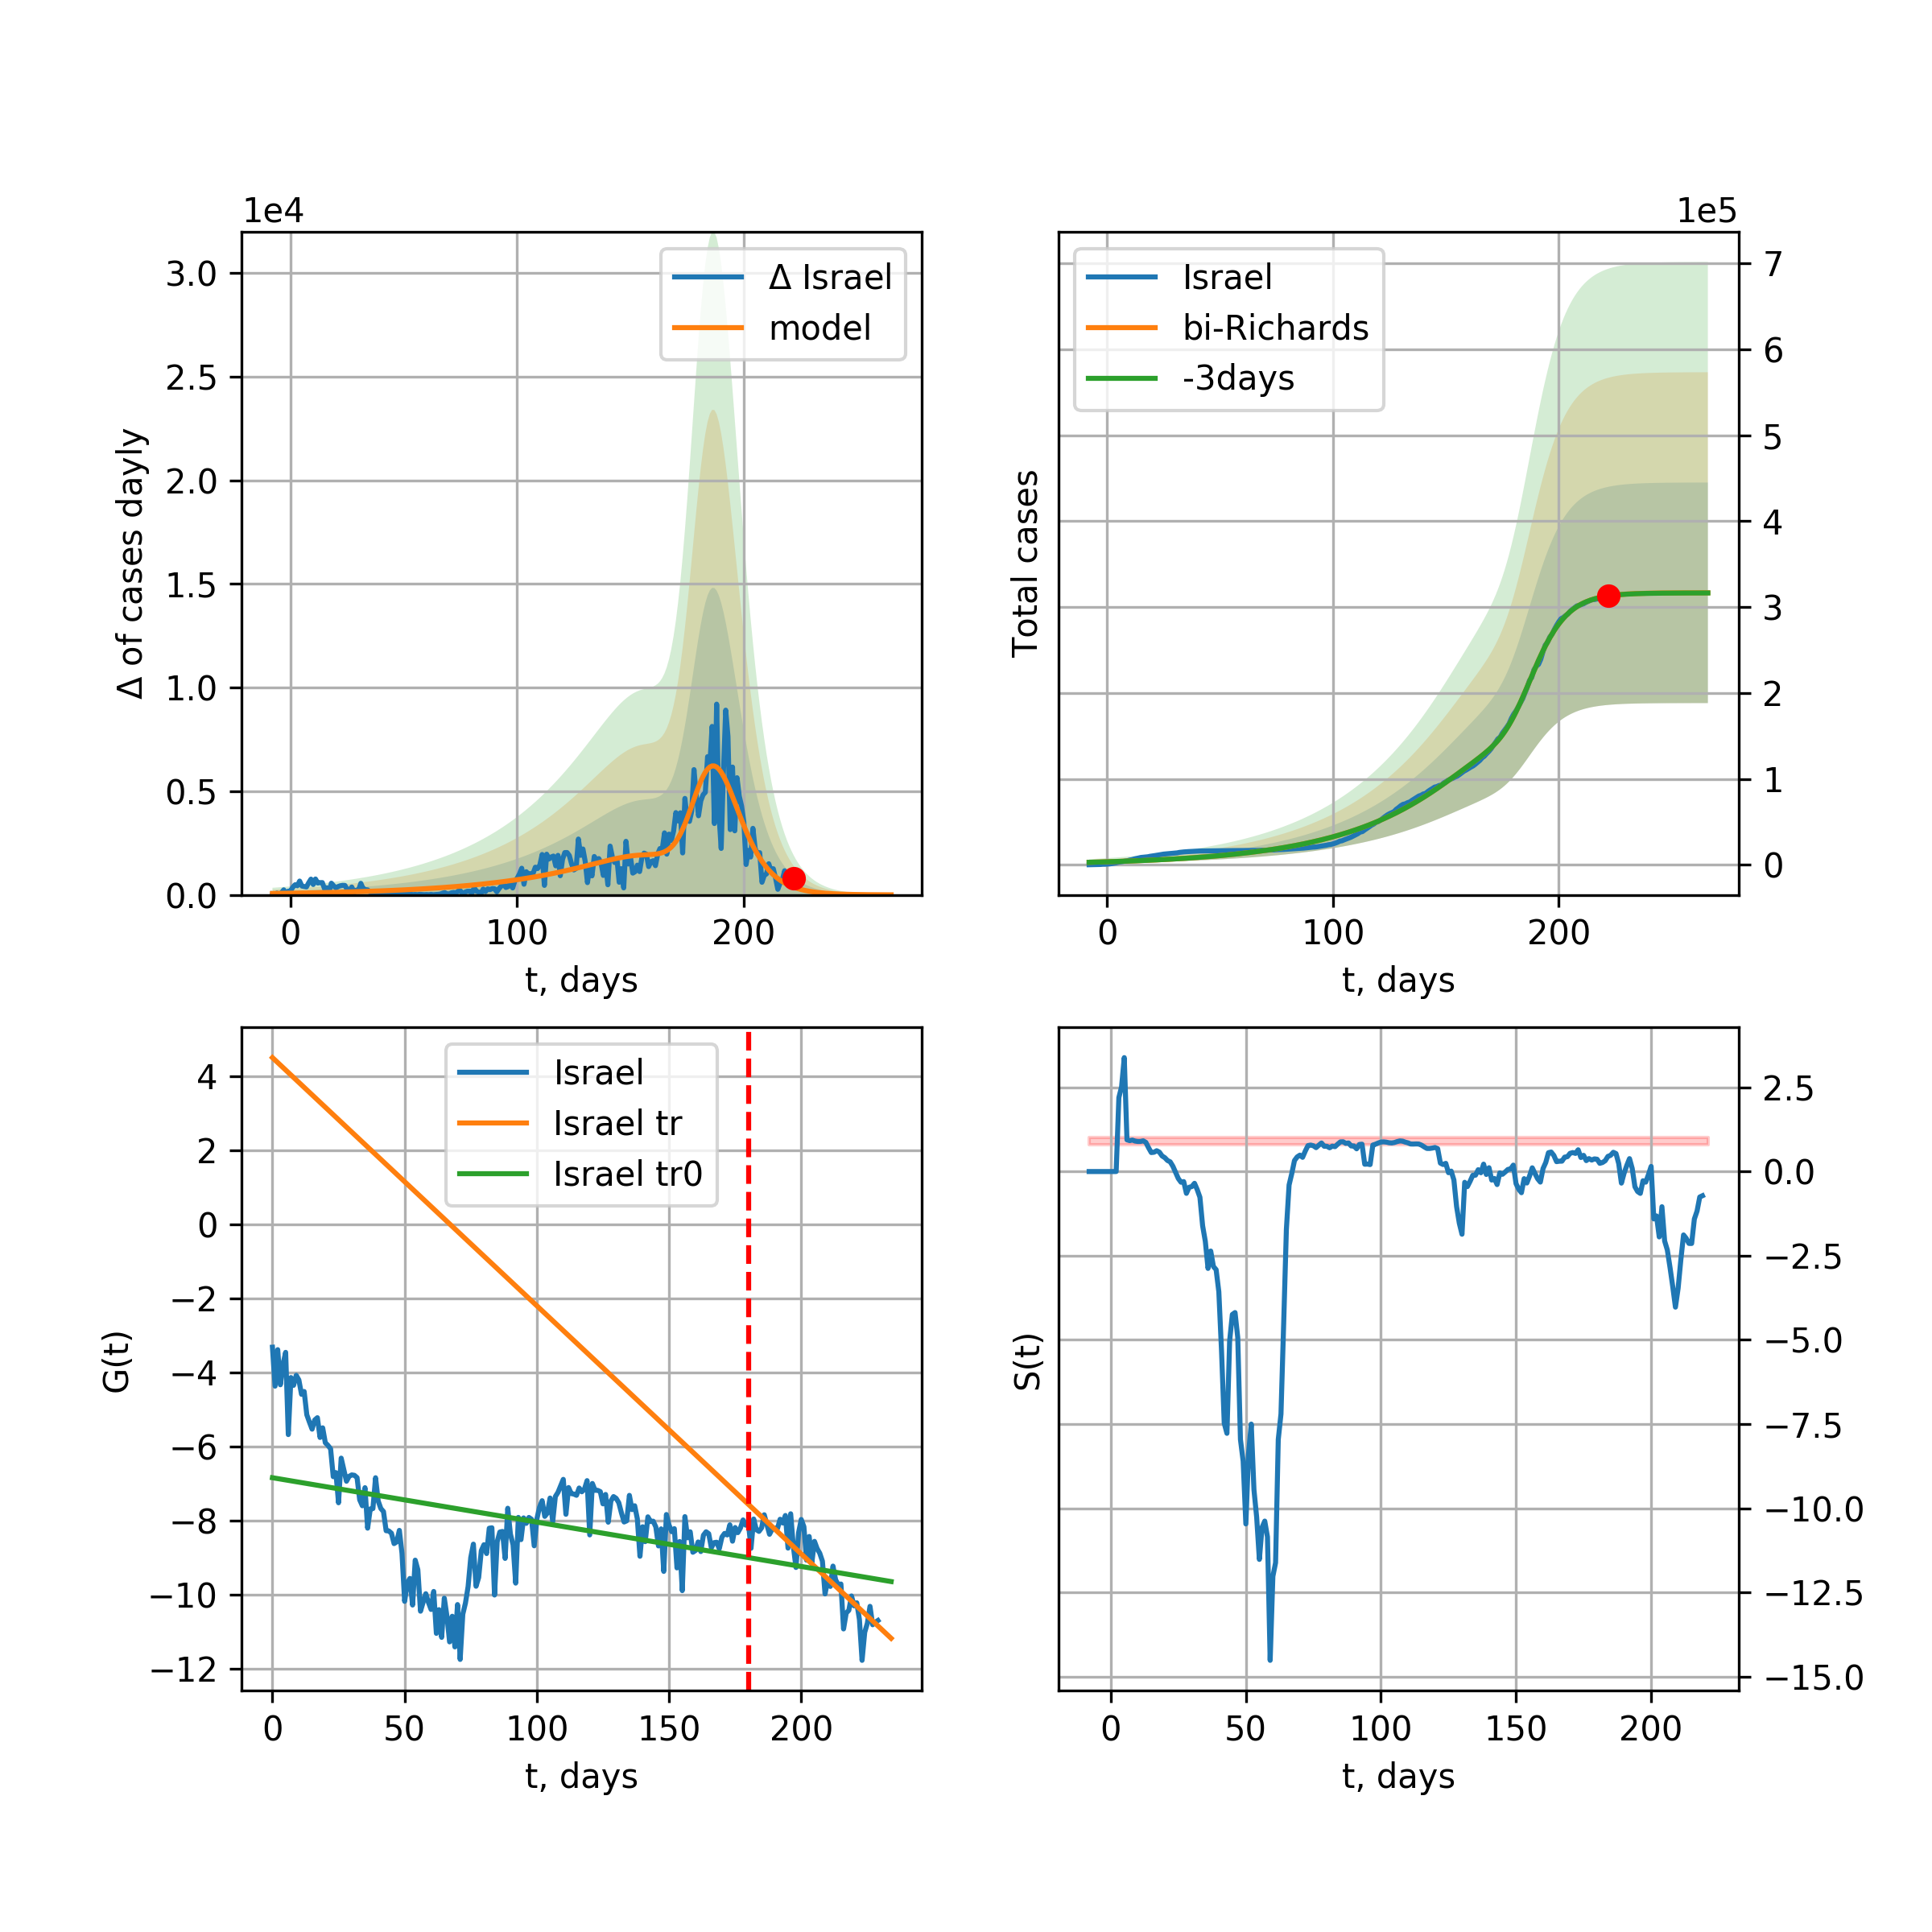 1e4
3.0
2.5
2.0
1.5
1.0
0.5
0.0
Δ of cases dayly
Δ Israel
model
0 100 200
t, days
1e5
Israel
bi-Richards
-3days
Total cases
7
6
5
4
3
2
1
0
0 100 200
t, days
4
2
0
−2
−4
−6
−8
−10
−12
G(t)
Israel
Israel tr
Israel tr0
0 50 100 150 200
t, days
S(t)
2.5
0.0
−2.5
−5.0
−7.5
−10.0
−12.5
−15.0
0 50 100 150 200
t, days